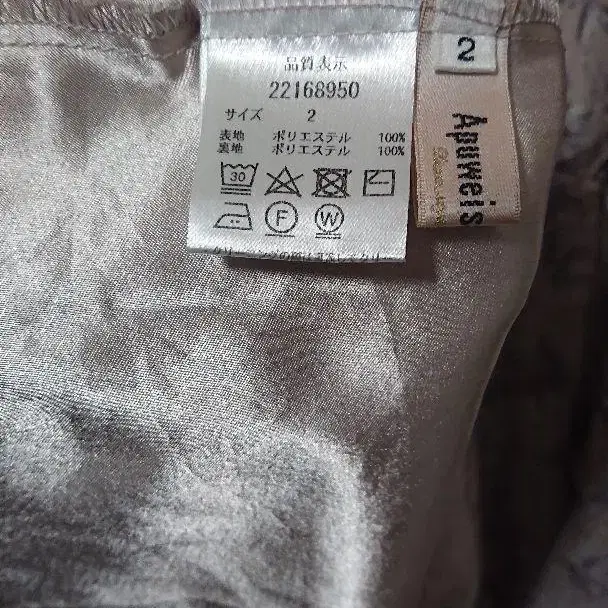 品質表示
22168950
サイズ 2
表地 ポリエステル 100%
裏地 ポリエステル 100%
30
F
W
2
Apuweis